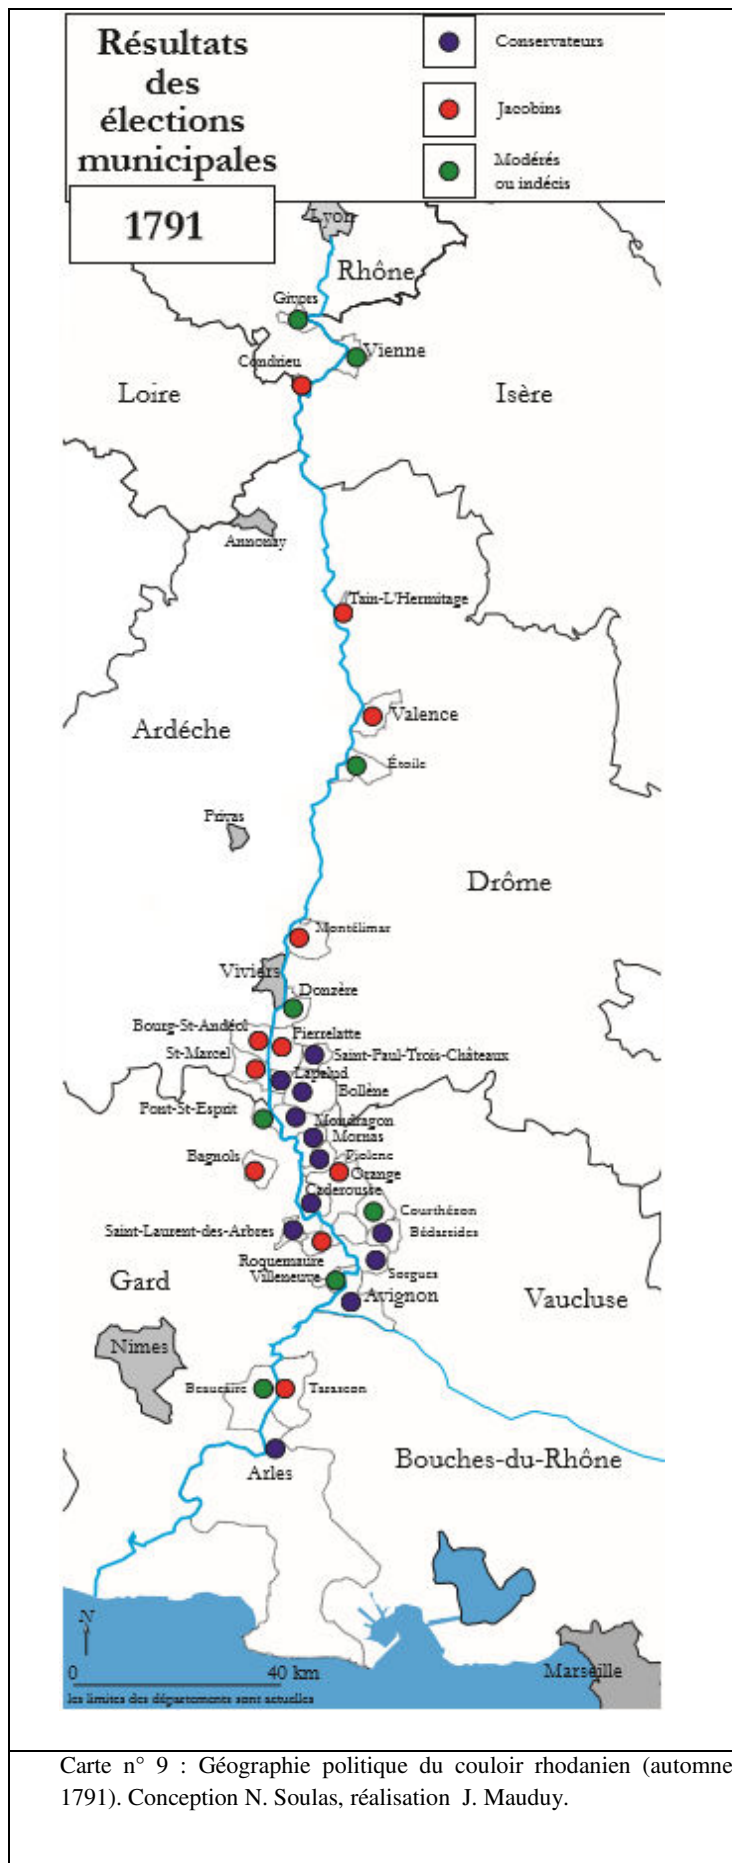 Résultats
des
élections
municipales
1791
Conservateurs
Jacobins
Modérés
ou indécis
Lyon
Rhône
Givors
Vienne
Condrieu
Loire
Isère
Annonay
Tain-L'Hermitage
Valence
Ardéche
Étoile
Privas
Drôme
Montélimar
Viviers
Donzère
Bourg-St-Andéol
Pierrelatte
St-Marcel
Saint-Paul-Trois-Châteaux
Lapalud
Bollène
Pont-St-Esprit
Mondragon
Mornas
Bagnols
Piolenc
Orange
Caderousse
Courthézon
Saint-Laurent-des-Arbres
Bédarrides
Roquemaure
Sorgues
Villeneuve
Gard
Avignon
Vaucluse
Nimes
Beaucaire
Tarascon
Bouches-du-Rhône
Arles
N
0 40 km
Marseille
les limites des départements sont actuelles
Carte n° 9 : Géographie politique du couloir rhodanien (automne
1791). Conception N. Soulas, réalisation J. Mauduy.